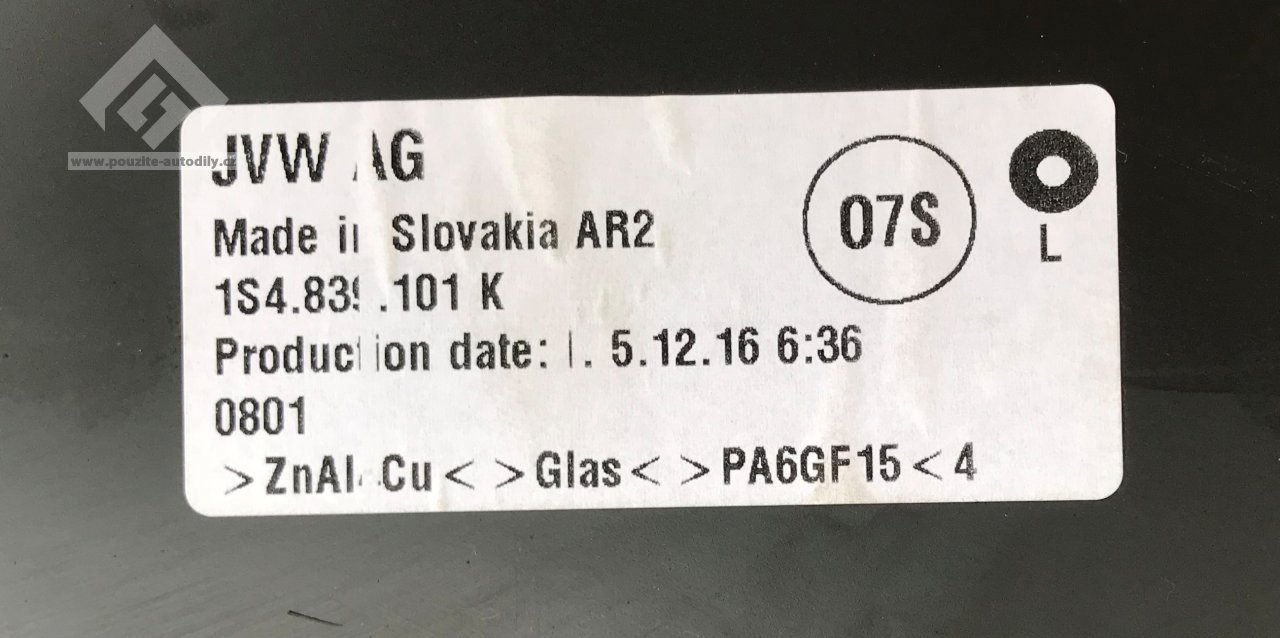 www.pouzite-autodily.cz
JVW AG
Made in Slovakia AR2
1S4.839.101 K
Production date: . 5.12.16 6:36
0801
>ZnAl Cu< >Glas< >PA6GF15<4
07S
L